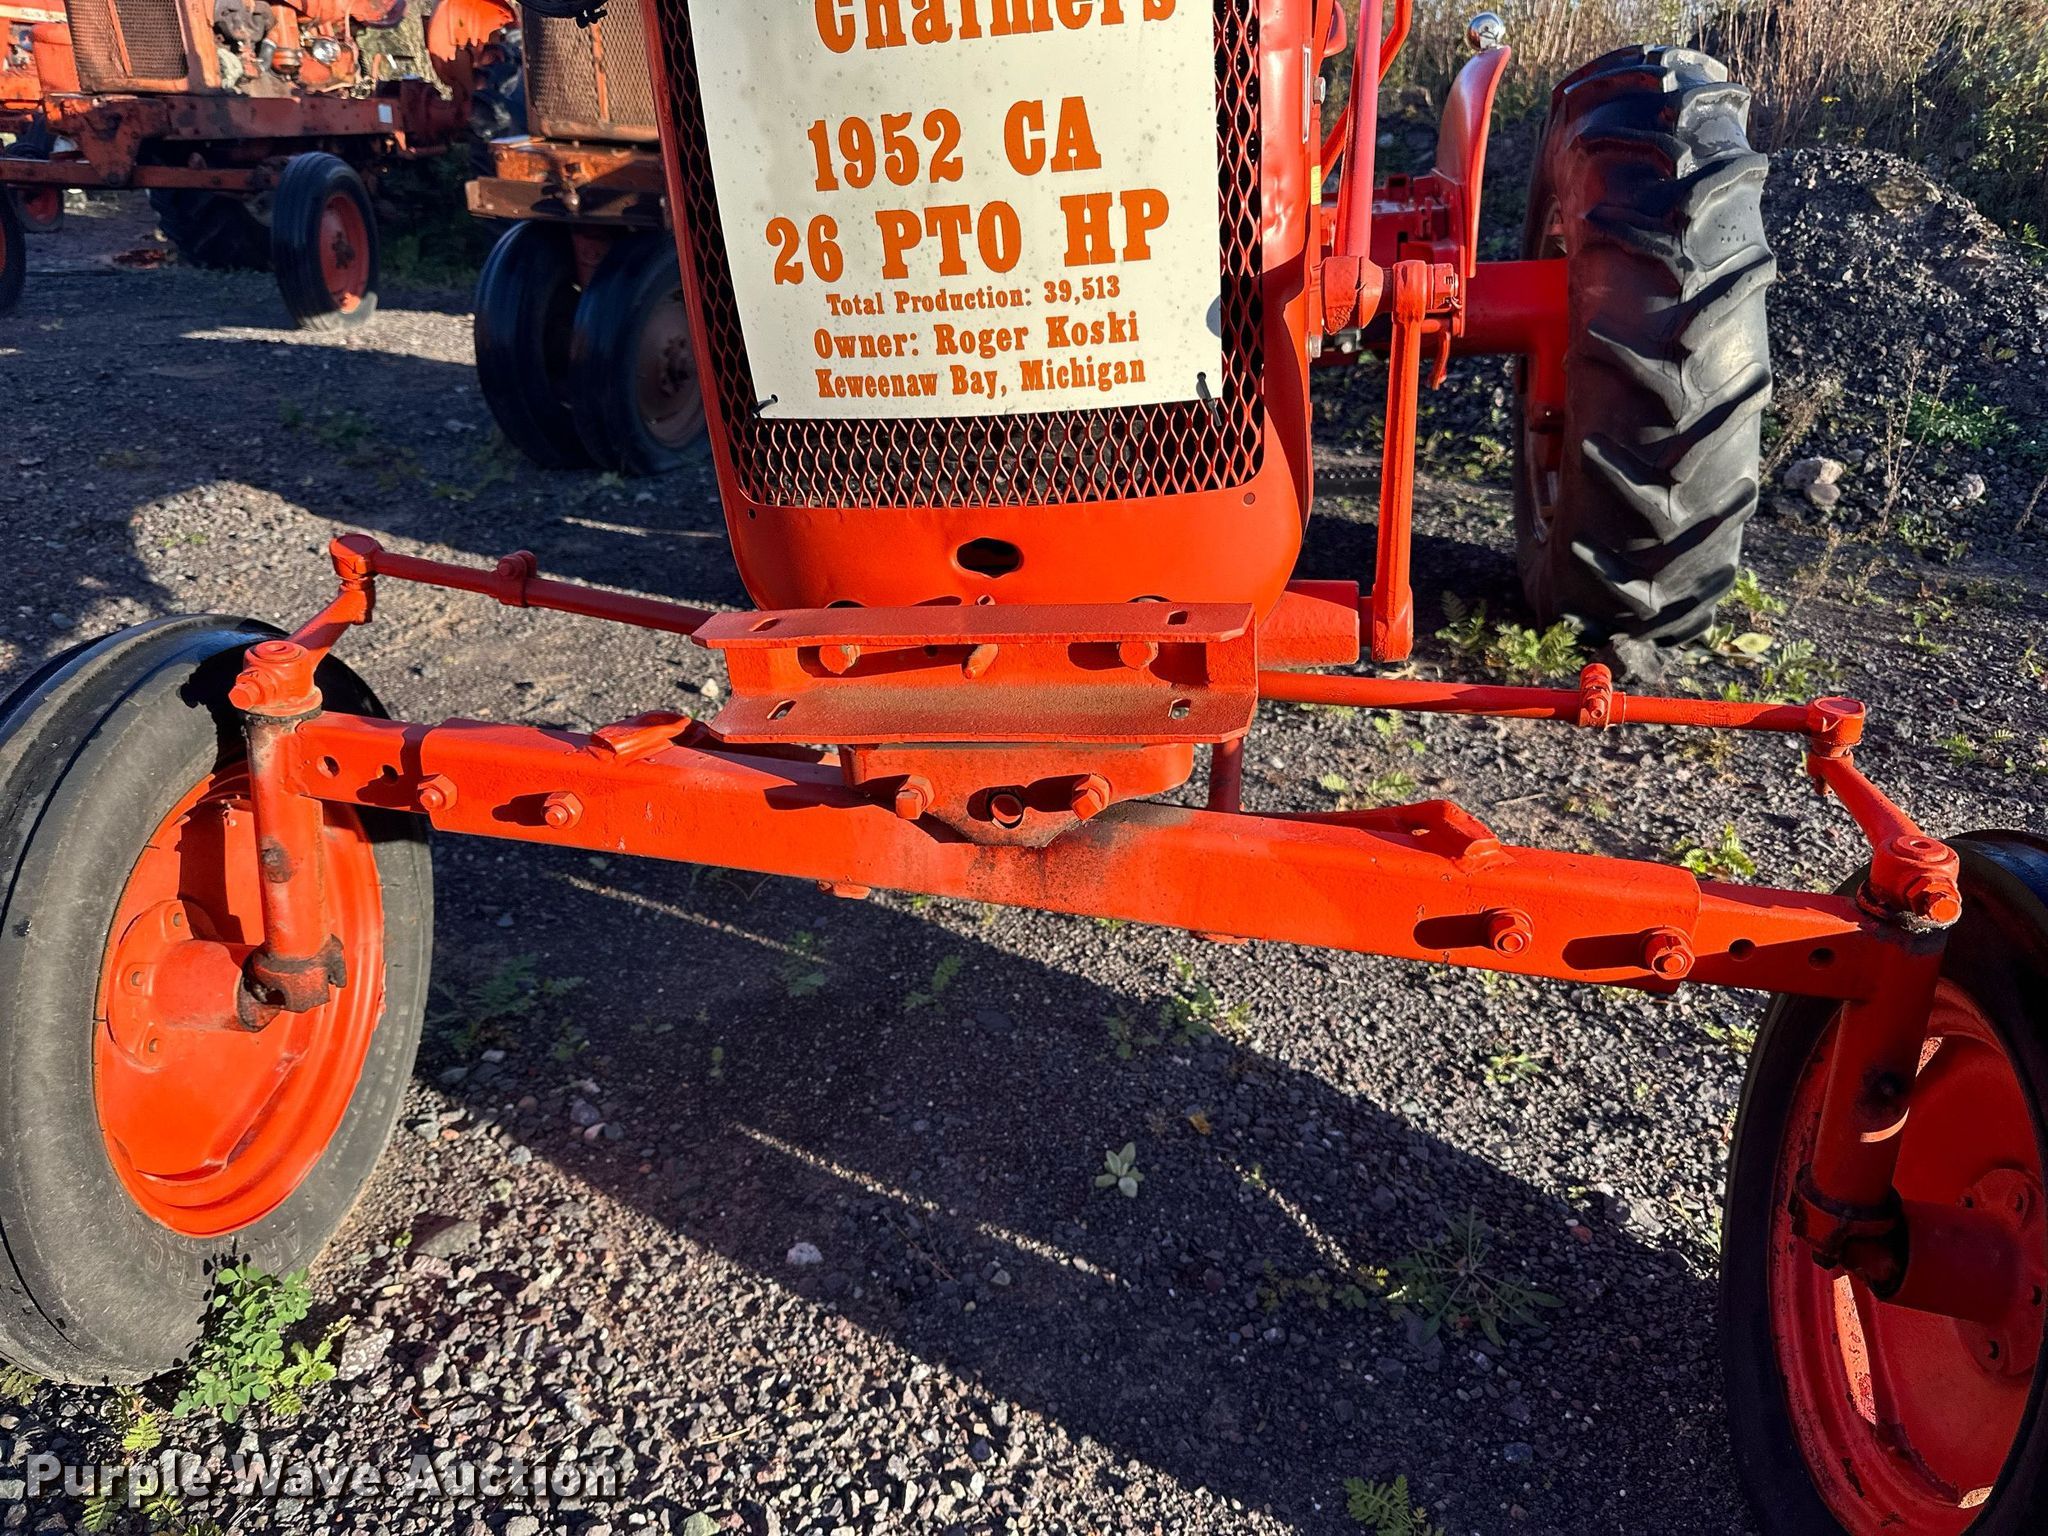 Chalmers
1952 CA
26 PTO HP
Total Production: 39,513
Owner: Roger Koski
Keweenaw Bay, Michigan
Purple Wave Auction